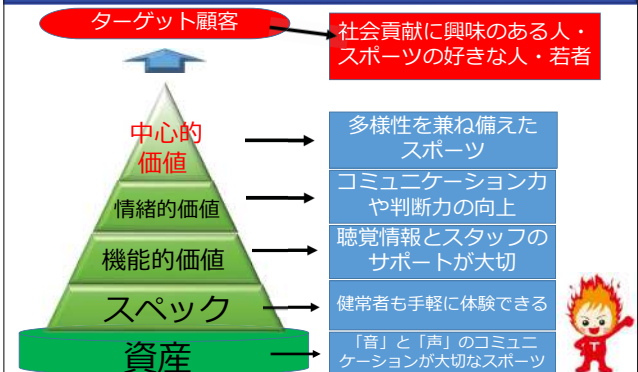 ターゲット顧客
社会貢献に興味のある人・
スポーツの好きな人・若者
中心的
価値
多様性を兼ね備えた
スポーツ
情緒的価値
コミュニケーション力
や判断力の向上
機能的価値
聴覚情報とスタッフの
サポートが大切
スペック
健常者も手軽に体験できる
資産
「音」と「声」のコミュニ
ケーションが大切なスポーツ
T